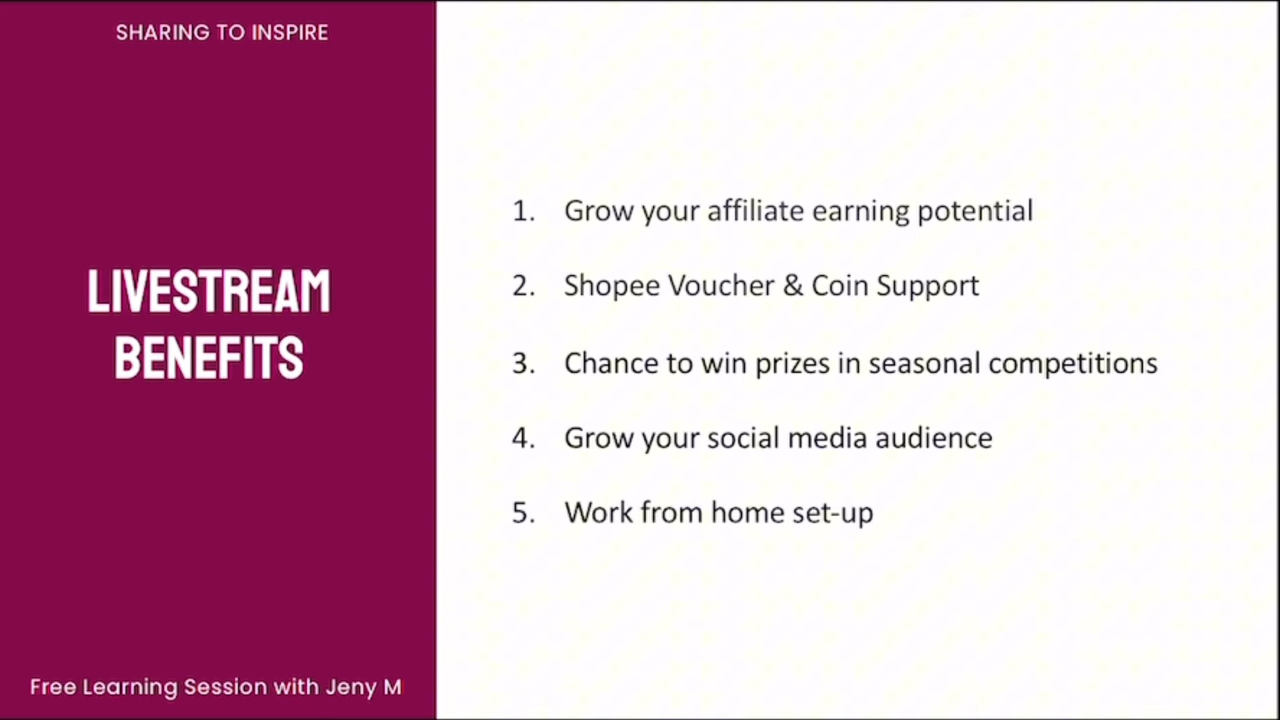 SHARING TO INSPIRE
LIVESTREAM
BENEFITS
1. Grow your affiliate earning potential
2. Shopee Voucher & Coin Support
3. Chance to win prizes in seasonal competitions
4. Grow your social media audience
5. Work from home set-up
Free Learning Session with Jeny M